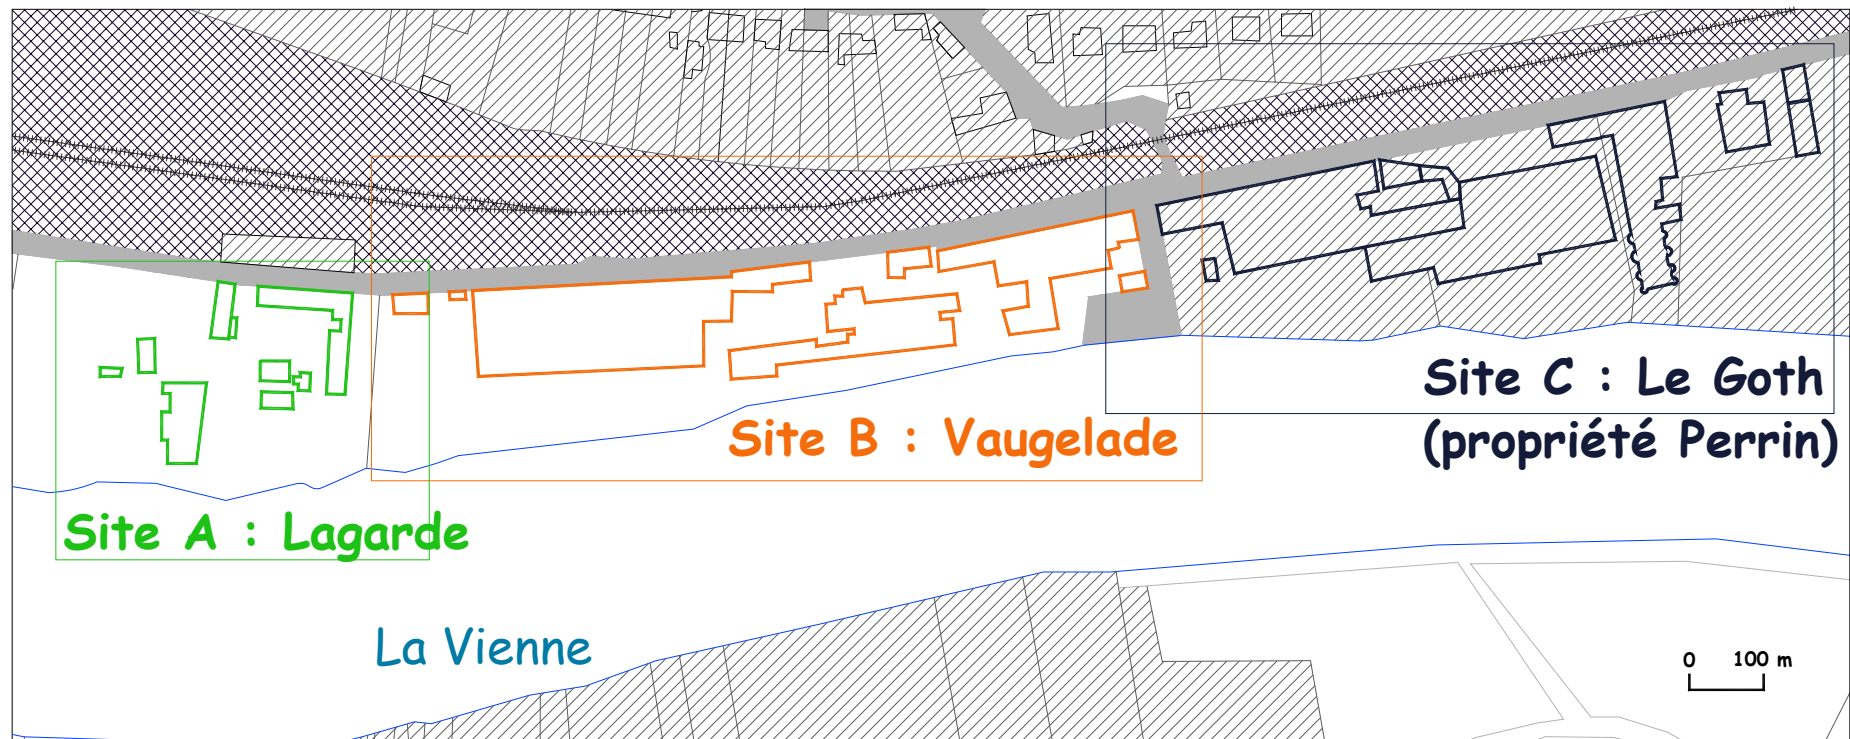 Site C : Le Goth
(propriété Perrin)
Site B : Vaugelade
Site A : Lagarde
La Vienne
0 100 m